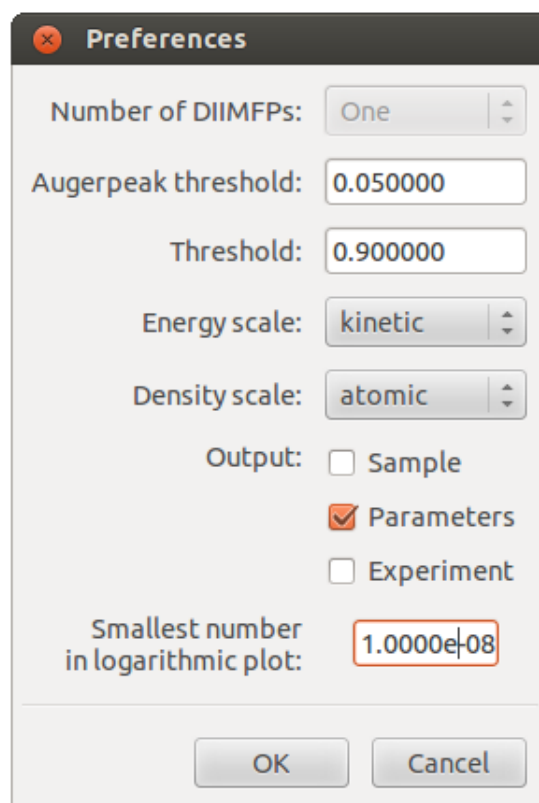 Preferences
Number of DIIMFPs: One
Augerpeak threshold: 0.050000
Threshold: 0.900000
Energy scale: kinetic
Density scale: atomic
Output: Sample
Parameters
Experiment
Smallest number
in logarithmic plot: 1.0000e-08
OK Cancel